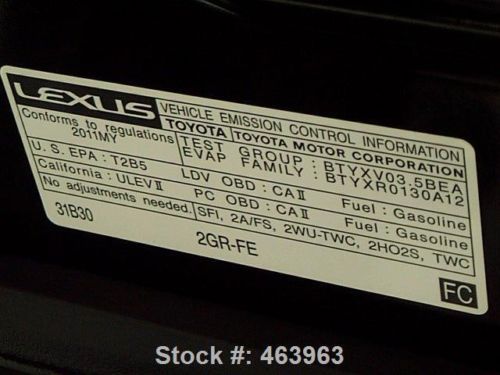 LEXUS VEHICLE EMISSION CONTROL INFORMATION
Conforms to regulations TOYOTA TOYOTA MOTOR CORPORATION
2011MY TEST GROUP : BTYXV03.5BEA
EVAP FAMILY : BTYXR0130A12
U.S. EPA : T2B5 LDV OBD : CAII Fuel : Gasoline
California : ULEVII PC OBD : CAII Fuel : Gasoline
No adjustments needed. SFI, 2A/FS, 2WU-TWC, 2HO2S, TWC
31B30 2GR-FE FC
Stock #: 463963